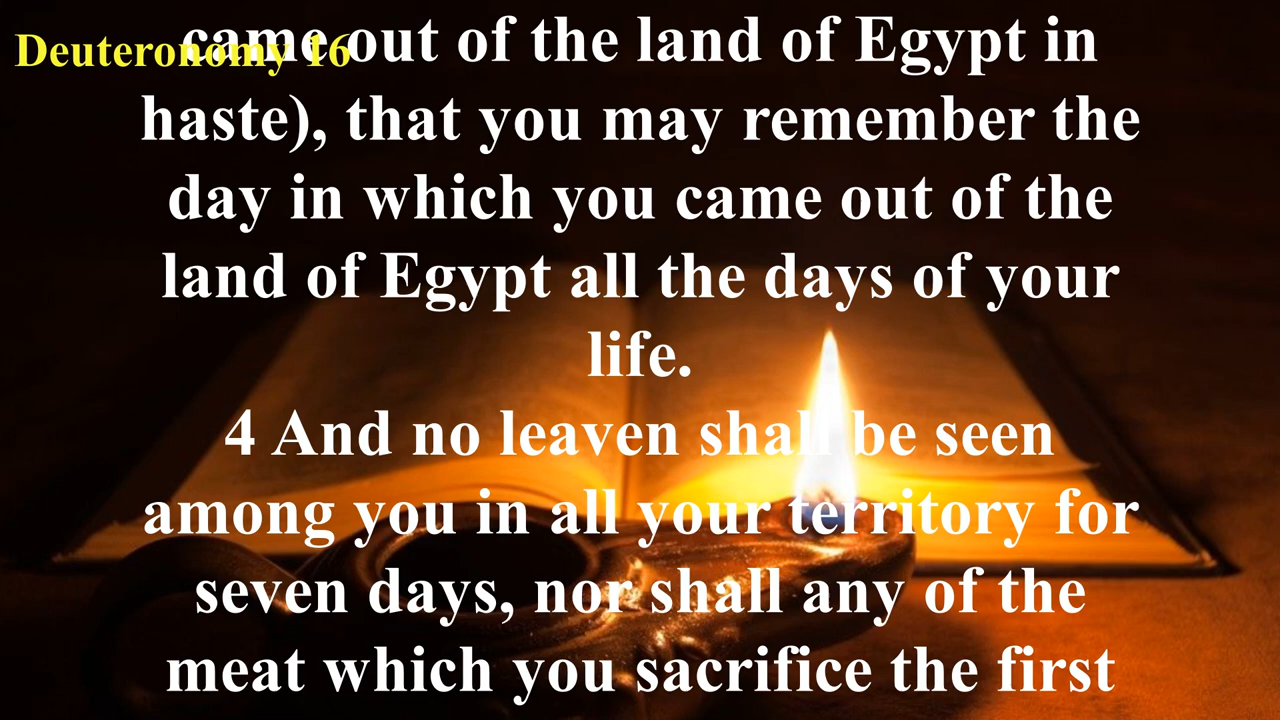 Deuteronomy 16
came out of the land of Egypt in
haste), that you may remember the
day in which you came out of the
land of Egypt all the days of your
life.
4 And no leaven shall be seen
among you in all your territory for
seven days, nor shall any of the
meat which you sacrifice the first